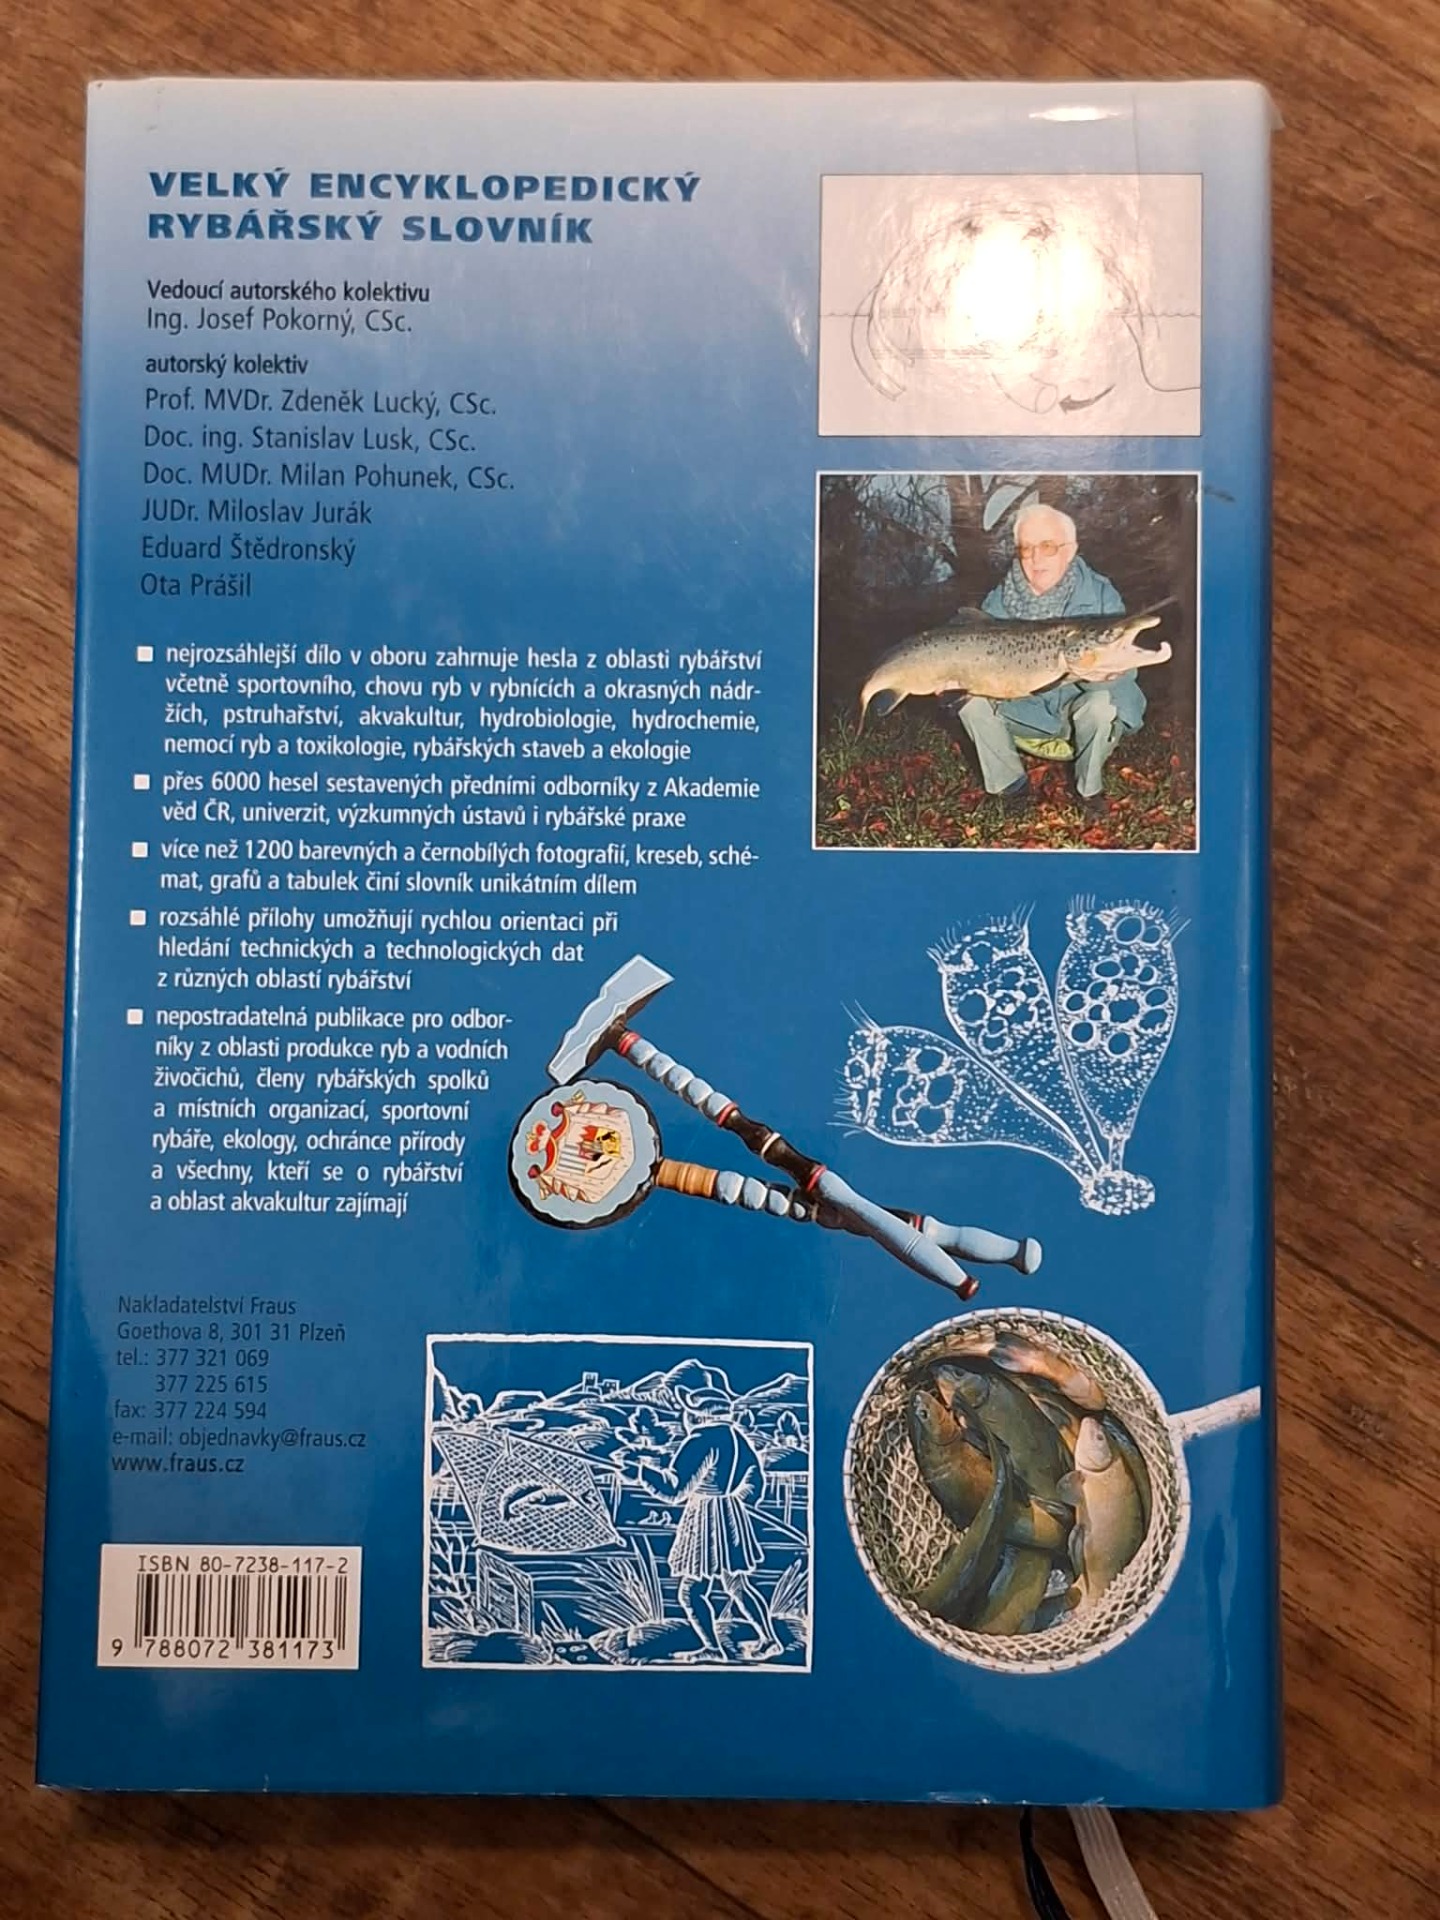 VELKÝ ENCYKLOPEDICKÝ
RYBÁŘSKÝ SLOVNÍK
Vedoucí autorského kolektivu
Ing. Josef Pokorný, CSc.
autorský kolektiv
Prof. MVDr. Zdeněk Lucký, CSc.
Doc. ing. Stanislav Lusk, CSc.
Doc. MUDr. Milan Pohunek, CSc.
JUDr. Miloslav Jurák
Eduard Štědronský
Ota Prášil
nejrozsáhlejší dílo v oboru zahrnuje hesla z oblasti rybářství
včetně sportovního, chovu ryb v rybnících a okrasných nádr-
žích, pstruhařství, akvakultur, hydrobiologie, hydrochemie,
nemocí ryb a toxikologie, rybářských staveb a ekologie
přes 6000 hesel sestavených předními odborníky z Akademie
věd ČR, univerzit, výzkumných ústavů i rybářské praxe
více než 1200 barevných a černobílých fotografií, kreseb, sché-
mat, grafů a tabulek činí slovník unikátním dílem
rozsáhlé přílohy umožňují rychlou orientaci při
hledání technických a technologických dat
z různých oblastí rybářství
nepostradatelná publikace pro odbor-
níky z oblasti produkce ryb a vodních
živočichů, členy rybářských spolků
a místních organizací, sportovní
rybáře, ekology, ochránce přírody
a všechny, kteří se o rybářství
a oblast akvakultur zajímají
Nakladatelství Fraus
Goethova 8, 301 31 Plzeň
tel.: 377 321 069
377 225 615
fax: 377 224 594
e-mail: objednavky@fraus.cz
www.fraus.cz
ISBN 80-7238-117-2
9 788072 381173